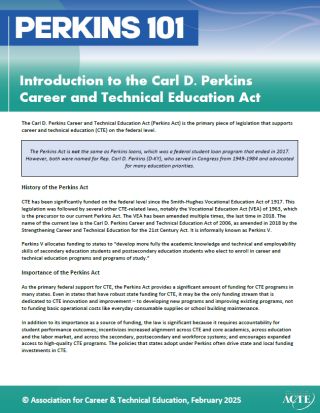 PERKINS 101
Introduction to the Carl D. Perkins
Career and Technical Education Act
The Carl D. Perkins Career and Technical Education Act (Perkins Act) is the primary piece of legislation that supports
career and technical education (CTE) on the federal level.
The Perkins Act is not the same as Perkins loans, which was a federal student loan program that ended in 2017.
However, both were named for Rep. Carl D. Perkins (D-KY), who served in Congress from 1949-1984 and advocated
for many education priorities.
History of the Perkins Act
CTE has been significantly funded on the federal level since the Smith-Hughes Vocational Education Act of 1917. This
legislation was followed by several other CTE-related laws, notably the Vocational Education Act (VEA) of 1963, which
is the precursor to our current Perkins Act. The VEA has been amended multiple times, the last time in 2018. The
name of the current law is the Carl D. Perkins Career and Technical Education Act of 2006, as amended in 2018 by the
Strengthening Career and Technical Education for the 21st Century Act. It is informally known as Perkins V.
Perkins V allocates funding to states to "develop more fully the academic knowledge and technical and employability
skills of secondary education students and postsecondary education students who elect to enroll in career and
technical education programs and programs of study."
Importance of the Perkins Act
As the primary federal support for CTE, the Perkins Act provides a significant amount of funding for CTE programs in
many states. Even in states that have robust state funding for CTE, it may be the only funding stream that is
dedicated to CTE innovation and improvement – to developing new programs and improving existing programs, not
to funding basic operational costs like everyday consumable supplies or school building maintenance.
In addition to its importance as a source of funding, the law is significant because it requires accountability for
student performance outcomes; incentivizes increased alignment across CTE and core academics, across education
and the labor market, and across the secondary, postsecondary and workforce systems; and encourages expanded
access to high-quality CTE programs. The policies that states adopt under Perkins often drive state and local funding
investments in CTE.
© Association for Career & Technical Education, February 2025
ACTE